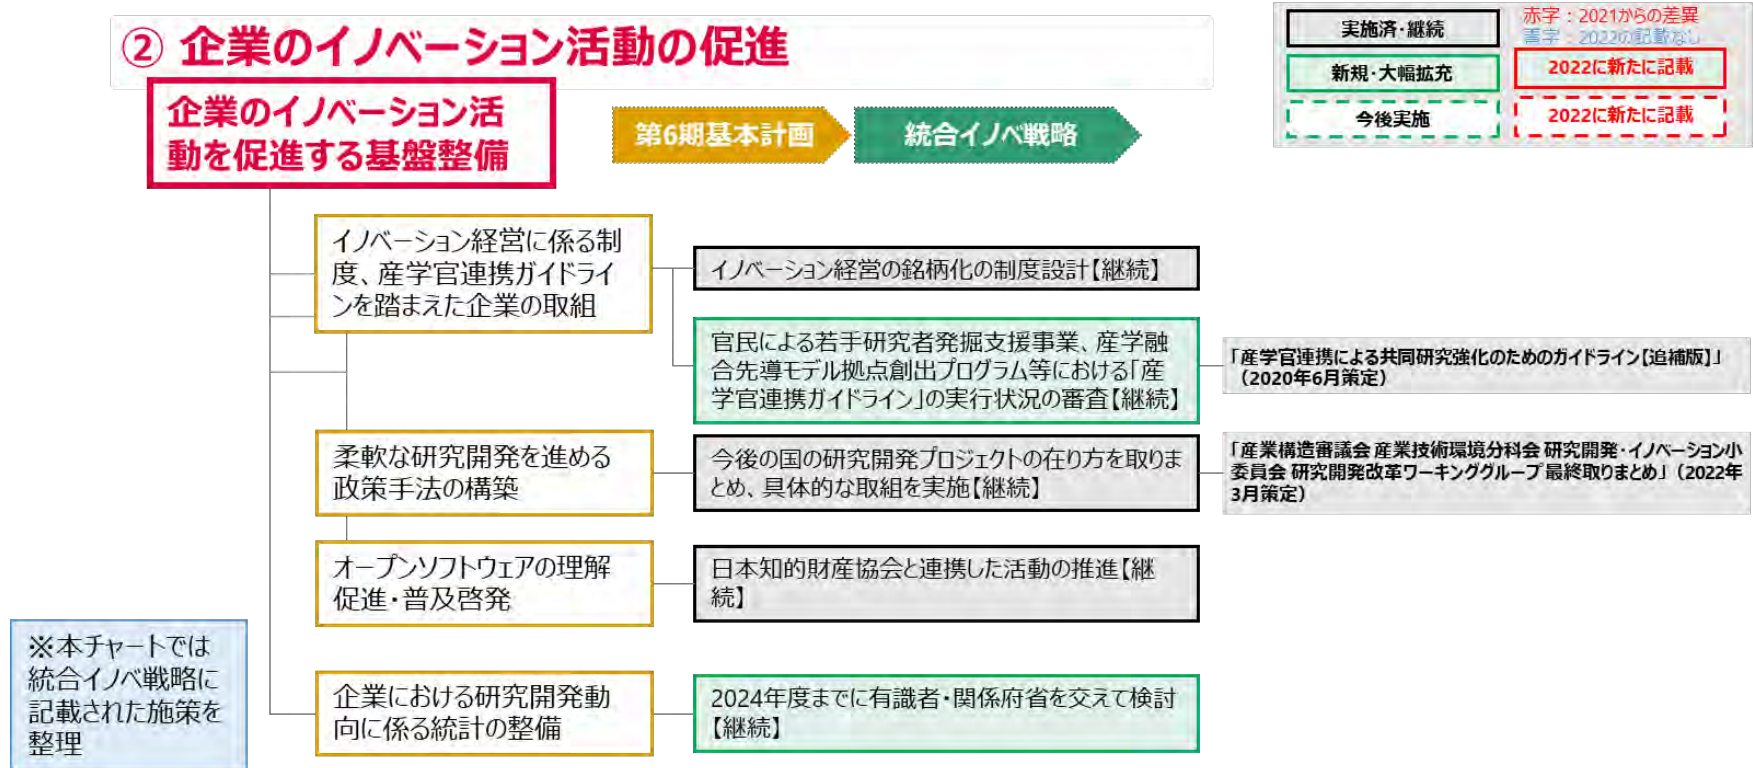 ② 企業のイノベーション活動の促進
企業のイノベーション活
動を促進する基盤整備
第6期基本計画
統合イノベ戦略
実施済・継続
新規・大幅拡充
今後実施
赤字：2021からの差異
青字：2022の記載なし
2022に新たに記載
2022に新たに記載
イノベーション経営に係る制
度、産学官連携ガイドライ
ンを踏まえた企業の取組
イノベーション経営の銘柄化の制度設計【継続】
官民による若手研究者発掘支援事業、産学融
合先導モデル拠点創出プログラム等における「産
学官連携ガイドライン」の実行状況の審査【継続】
「産学官連携による共同研究強化のためのガイドライン【追補版】」
（2020年6月策定）
柔軟な研究開発を進める
政策手法の構築
今後の国の研究開発プロジェクトの在り方を取りま
とめ、具体的な取組を実施【継続】
「産業構造審議会 産業技術環境分科会 研究開発・イノベーション小
委員会 研究開発改革ワーキンググループ 最終取りまとめ」（2022年
3月策定）
オープンソフトウェアの理解
促進・普及啓発
日本知的財産協会と連携した活動の推進【継
続】
企業における研究開発動
向に係る統計の整備
2024年度までに有識者・関係府省を交えて検討
【継続】
※本チャートでは
統合イノベ戦略に
記載された施策を
整理